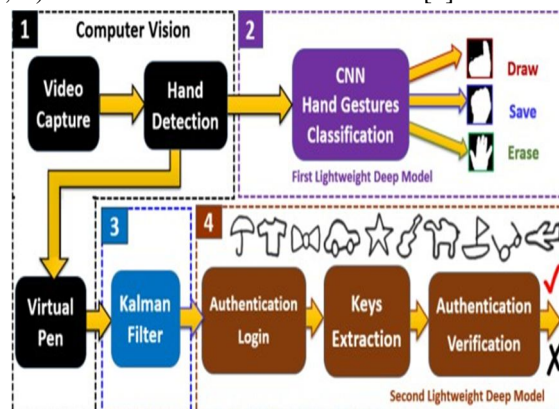 1
Computer Vision
Video
Capture
Hand
Detection
2
CNN
Hand Gestures
Classification
Draw
Save
Erase
First Lightweight Deep Model
Virtual
Pen
3
Kalman
Filter
4
Authentication
Login
Keys
Extraction
Authentication
Verification
Second Lightweight Deep Model